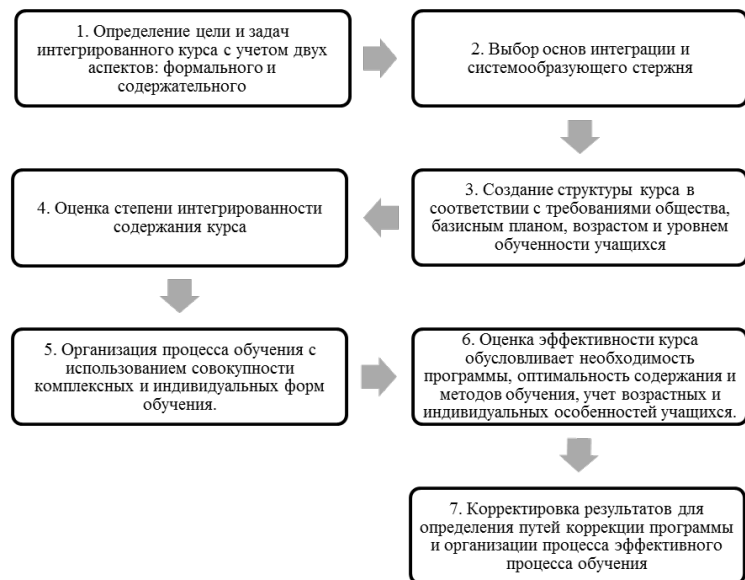 1. Определение цели и задач
интегрированного курса с учетом двух
аспектов: формального и
содержательного
2. Выбор основ интеграции и
системообразующего стержня
3. Создание структуры курса в
соответствии с требованиями общества,
базисным планом, возрастом и уровнем
обученности учащихся
4. Оценка степени интегрированности
содержания курса
5. Организация процесса обучения с
использованием совокупности
комплексных и индивидуальных форм
обучения.
6. Оценка эффективности курса
обусловливает необходимость
программы, оптимальность содержания и
методов обучения, учет возрастных и
индивидуальных особенностей учащихся.
7. Корректировка результатов для
определения путей коррекции программы
и организации процесса эффективного
процесса обучения